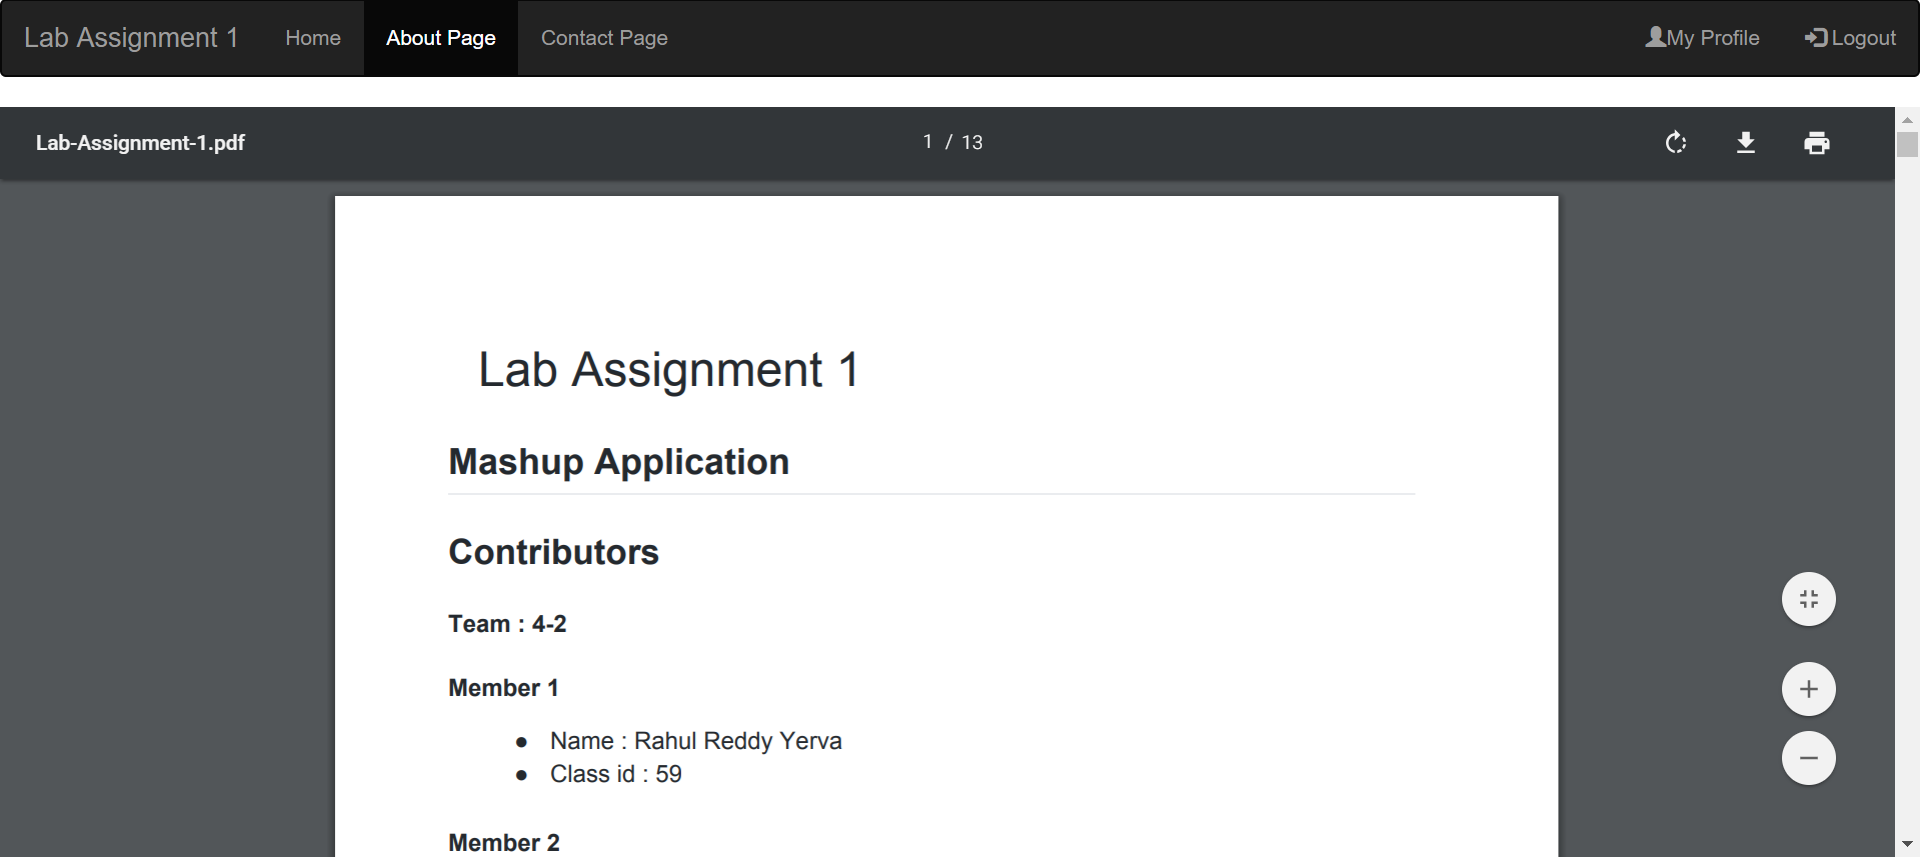 Lab Assignment 1 Home About Page Contact Page My Profile Logout
Lab-Assignment-1.pdf 1 / 13
Lab Assignment 1
Mashup Application
Contributors
Team : 4-2
Member 1
● Name : Rahul Reddy Yerva
● Class id : 59
Member 2